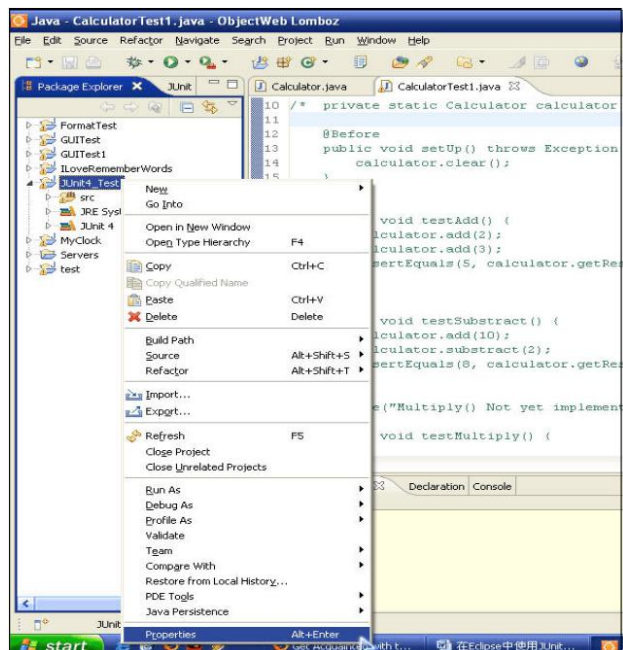 Java - CalculatorTest1.java - ObjectWeb Lomboz
File Edit Source Refactor Navigate Search Project Run Window Help
Package Explorer JUnit
Calculator.java CalculatorTest1.java
FormatTest
GUITest
GUITest1
ILoveRememberWords
JUnit4_Test
src
JRE Sys
JUnit 4
MyClock
Servers
test
10 /* private static Calculator calculator
11
12 @Before
13 public void setUp() throws Exception
14 calculator.clear();
15 }
void testAdd() {
lculator.add(2);
lculator.add(3);
sertEquals(5, calculator.getRes
void testSubstract() {
lculator.add(10);
lculator.substract(2);
sertEquals(8, calculator.getRes
e("Multiply() Not yet implement
void testMultiply() {
New
Go Into
Open in New Window
Open Type Hierarchy F4
Copy Ctrl+C
Copy Qualified Name
Paste Ctrl+V
Delete Delete
Build Path
Source Alt+Shift+S
Refactor Alt+Shift+T
Import...
Export...
Refresh F5
Close Project
Close Unrelated Projects
Run As
Debug As
Profile As
Validate
Team
Compare With
Restore from Local History...
PDE Tools
Java Persistence
Properties Alt+Enter
Declaration Console
JUnit
start
with t...
在Eclipse中使用JUnit...